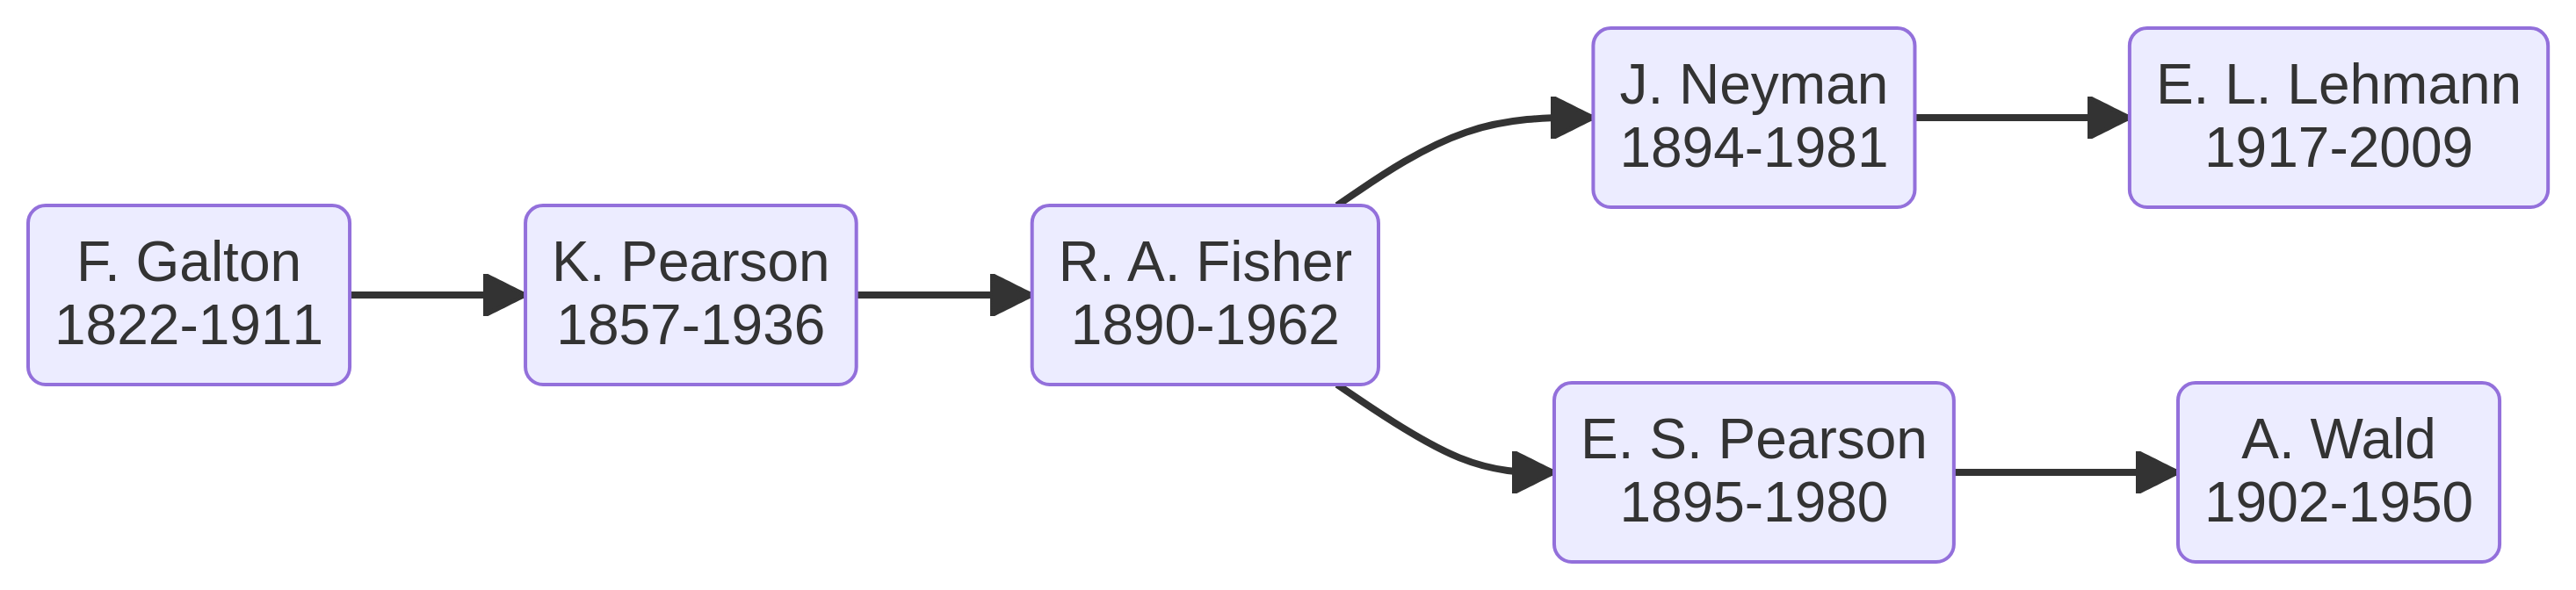 F. Galton
1822-1911
K. Pearson
1857-1936
R. A. Fisher
1890-1962
J. Neyman
1894-1981
E. L. Lehmann
1917-2009
E. S. Pearson
1895-1980
A. Wald
1902-1950